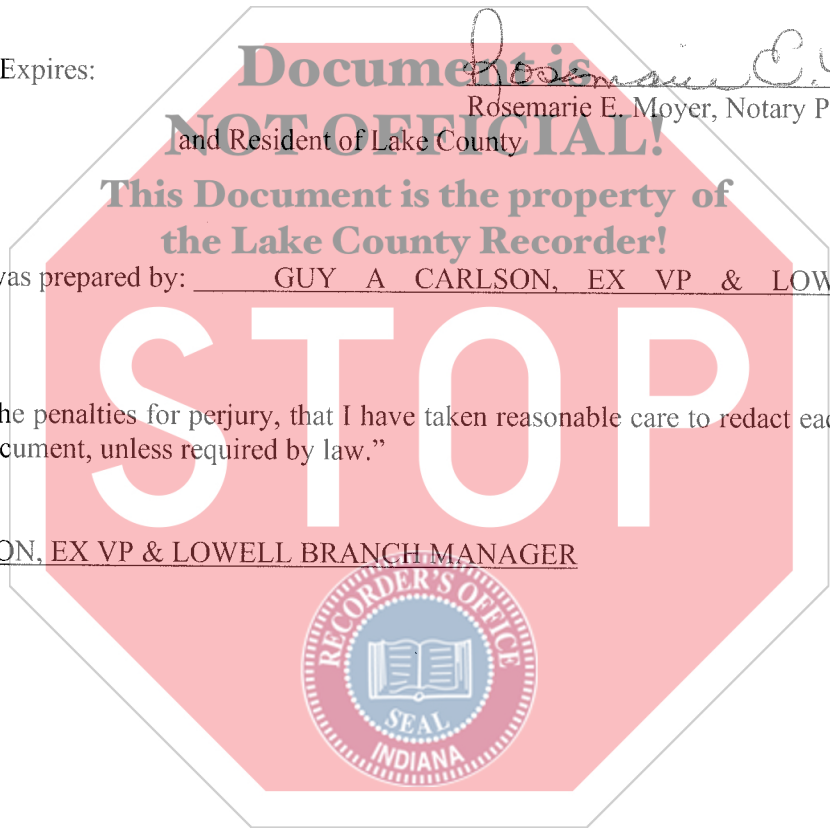 Document is
Expires:
Rosemarie E.
Rosemarie E. Moyer, Notary P
NOT OFFICIAL!
and Resident of Lake County
This Document is the property of
the Lake County Recorder!
was prepared by: GUY A CARLSON, EX VP & LOW
STOP
he penalties for perjury, that I have taken reasonable care to redact eac
cument, unless required by law.”
ON, EX VP & LOWELL BRANCH MANAGER
RECORDER'S OFFICE
SEAL
INDIANA